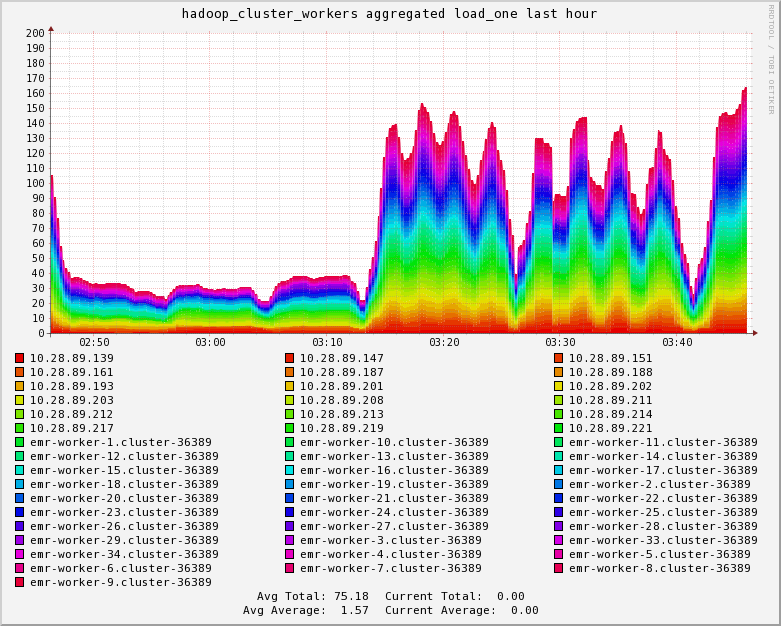 hadoop_cluster_workers aggregated load_one last hour
RRDTOOL / TOBI OETIKER
200
190
180
170
160
150
140
130
120
110
100
90
80
70
60
50
40
30
20
10
0
02:50 03:00 03:10 03:20 03:30 03:40
10.28.89.139 10.28.89.147 10.28.89.151
10.28.89.161 10.28.89.187 10.28.89.188
10.28.89.193 10.28.89.201 10.28.89.202
10.28.89.203 10.28.89.208 10.28.89.211
10.28.89.212 10.28.89.213 10.28.89.214
10.28.89.217 10.28.89.219 10.28.89.221
emr-worker-1.cluster-36389 emr-worker-10.cluster-36389 emr-worker-11.cluster-36389
emr-worker-12.cluster-36389 emr-worker-13.cluster-36389 emr-worker-14.cluster-36389
emr-worker-15.cluster-36389 emr-worker-16.cluster-36389 emr-worker-17.cluster-36389
emr-worker-18.cluster-36389 emr-worker-19.cluster-36389 emr-worker-2.cluster-36389
emr-worker-20.cluster-36389 emr-worker-21.cluster-36389 emr-worker-22.cluster-36389
emr-worker-23.cluster-36389 emr-worker-24.cluster-36389 emr-worker-25.cluster-36389
emr-worker-26.cluster-36389 emr-worker-27.cluster-36389 emr-worker-28.cluster-36389
emr-worker-29.cluster-36389 emr-worker-3.cluster-36389 emr-worker-33.cluster-36389
emr-worker-34.cluster-36389 emr-worker-4.cluster-36389 emr-worker-5.cluster-36389
emr-worker-6.cluster-36389 emr-worker-7.cluster-36389 emr-worker-8.cluster-36389
emr-worker-9.cluster-36389
Avg Total: 75.18 Current Total: 0.00
Avg Average: 1.57 Current Average: 0.00